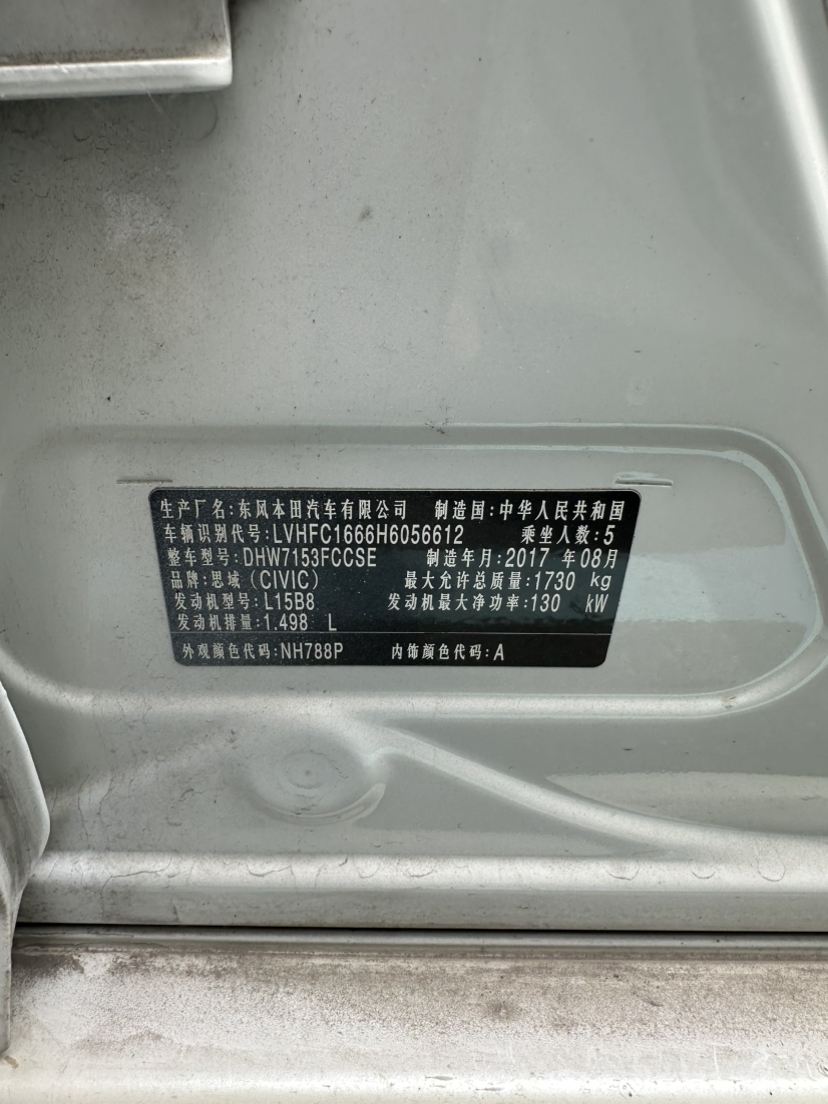 生产厂名:东风本田汽车有限公司 制造国:中华人民共和国
车辆识别代号:LVHFC1666H6056612 乘坐人数:5
整车型号:DHW7153FCCSE 制造年月:2017 年08月
品牌:思域(CIVIC) 最大允许总质量:1730 kg
发动机型号:L15B8 发动机最大净功率:130 kW
发动机排量:1.498 L
外观颜色代码:NH788P 内饰颜色代码:A